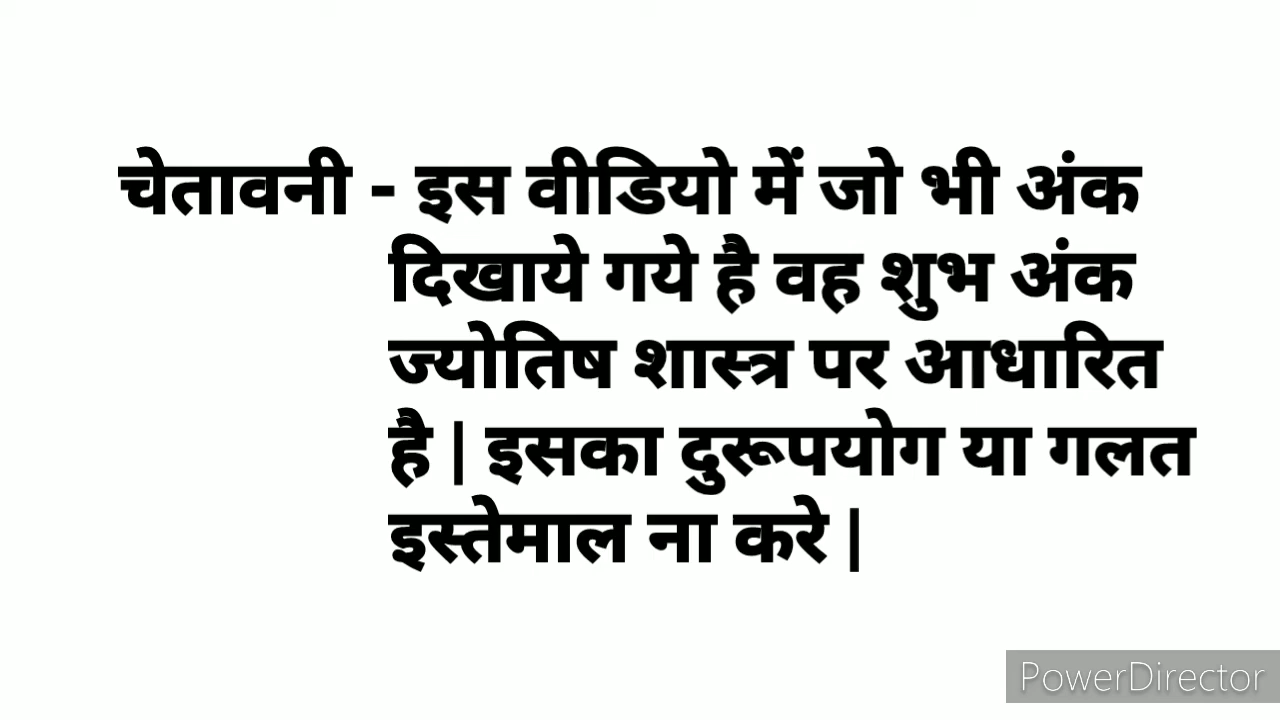 चेतावनी - इस वीडियो में जो भी अंक
दिखाये गये है वह शुभ अंक
ज्योतिष शास्त्र पर आधारित
है | इसका दुरूपयोग या गलत
इस्तेमाल ना करे |
PowerDirector